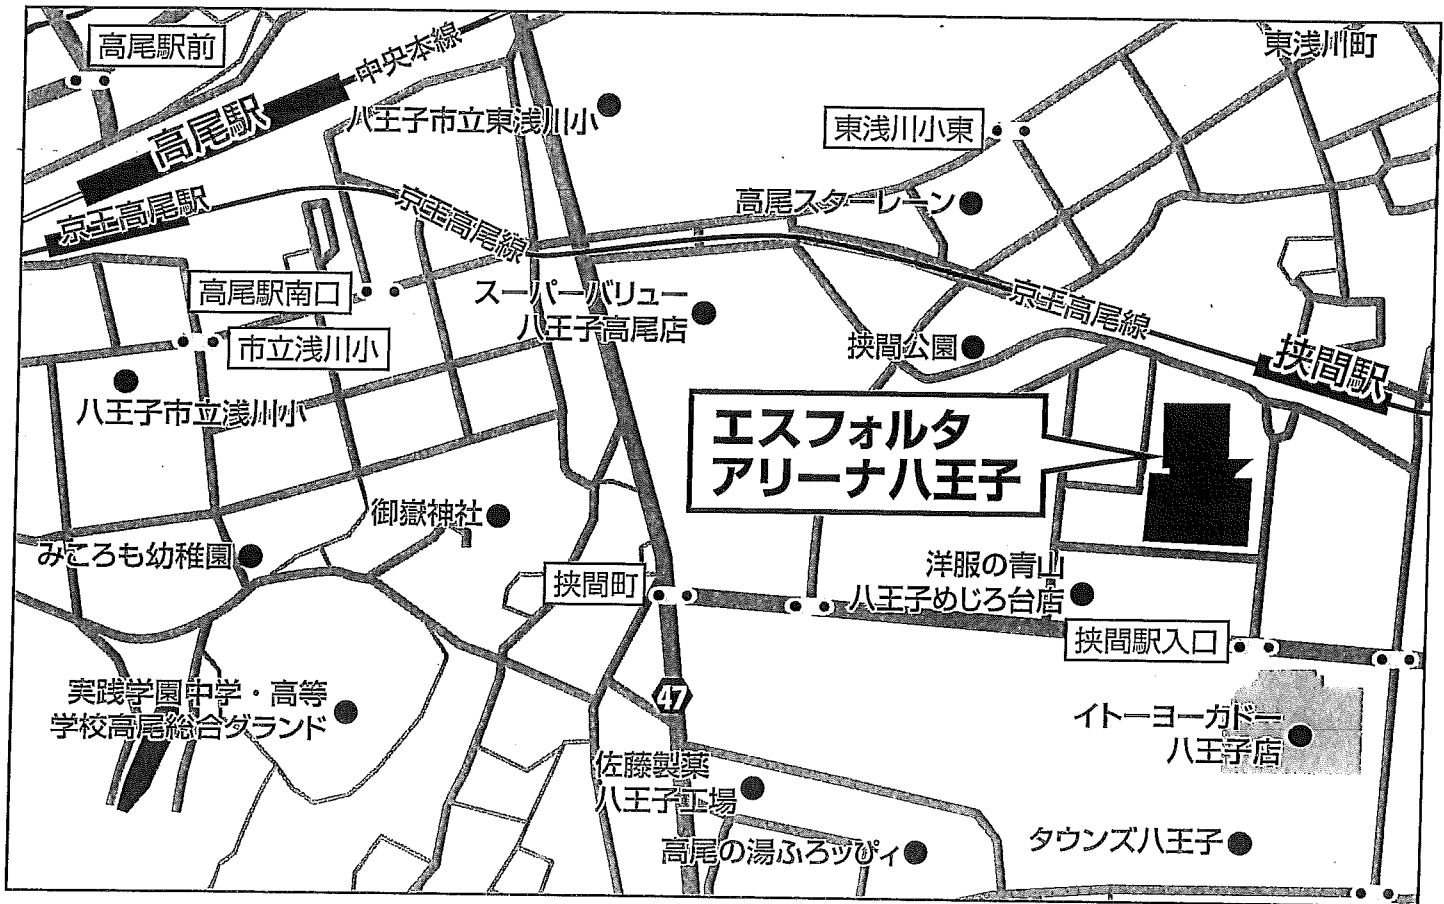 高尾駅前
中央本線
東浅川町
高尾駅
八王子市立東浅川小
東浅川小東
京王高尾駅
京王高尾線
高尾スターレーン
高尾駅南口
スーパーバリュー
八王子高尾店
京王高尾線
市立浅川小
挟間公園
挟間駅
八王子市立浅川小
エスフォルタ
アリーナ八王子
御嶽神社
みころも幼稚園
挟間町
洋服の青山
八王子めじろ台店
挟間駅入口
実践学園中学・高等
学校高尾総合グランド
47
イトーヨーカドー
八王子店
佐藤製薬
八王子工場
高尾の湯ふろッぴィ
タウンズ八王子